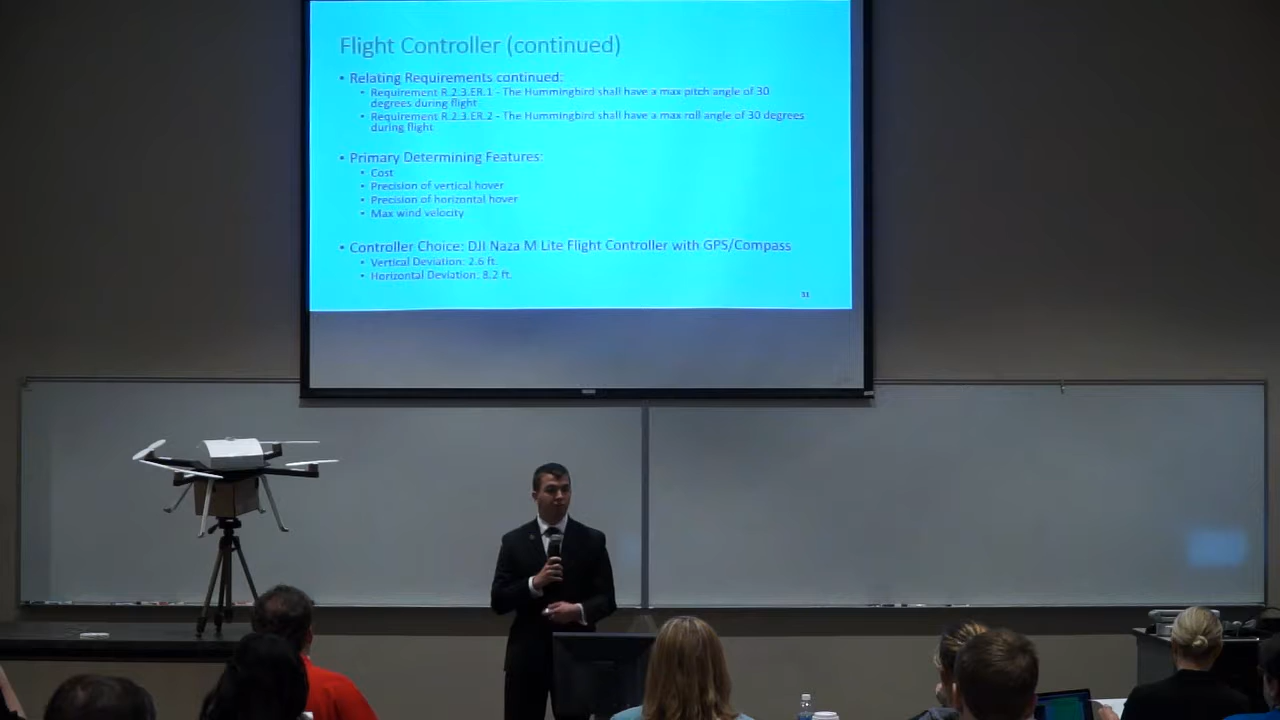 Flight Controller (continued)
• Relating Requirements continued:
• Requirement R.2.3.ER.1 - The Hummingbird shall have a max pitch angle of 30
degrees during flight
• Requirement R.2.3.ER.2 - The Hummingbird shall have a max roll angle of 30 degrees
during flight
• Primary Determining Features:
• Cost
• Precision of vertical hover
• Precision of horizontal hover
• Max wind velocity
• Controller Choice: DJI Naza M Lite Flight Controller with GPS/Compass
• Vertical Deviation: 2.6 ft.
• Horizontal Deviation: 8.2 ft.
31